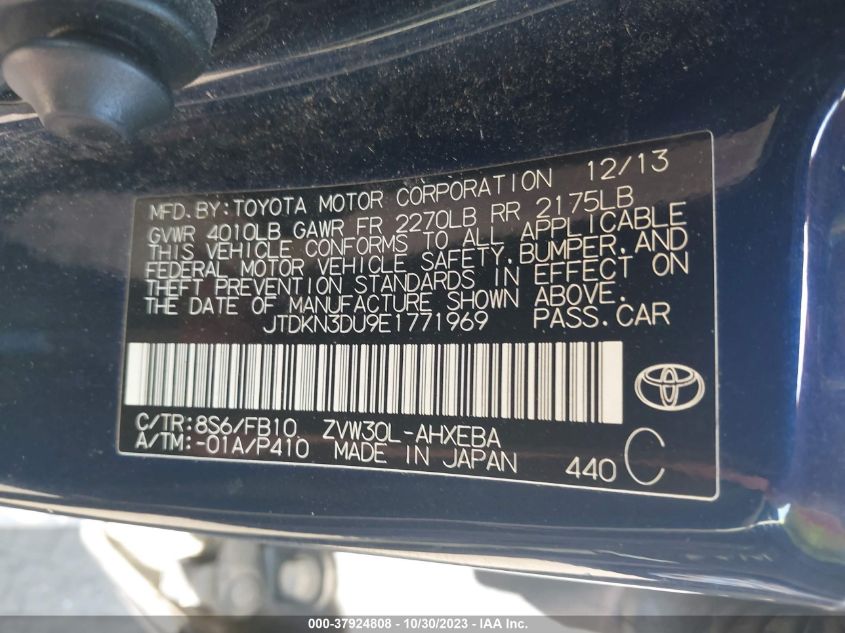 MFD.BY:TOYOTA MOTOR CORPORATION 12/13
GVWR 4010LB GAWR FR 2270LB RR 2175LB
THIS VEHICLE CONFORMS TO ALL APPLICABLE
FEDERAL MOTOR VEHICLE SAFETY,BUMPER,AND
THEFT PREVENTION STANDARDS IN EFFECT ON
THE DATE OF MANUFACTURE SHOWN ABOVE.
JTDKN3DU9E1771969 PASS.CAR
C/TR:8S6/FB10 ZVW30L-AHXEBA
A/TM:-01A/P410 MADE IN JAPAN 440 C
000-37924808 - 10/30/2023 - IAA Inc.